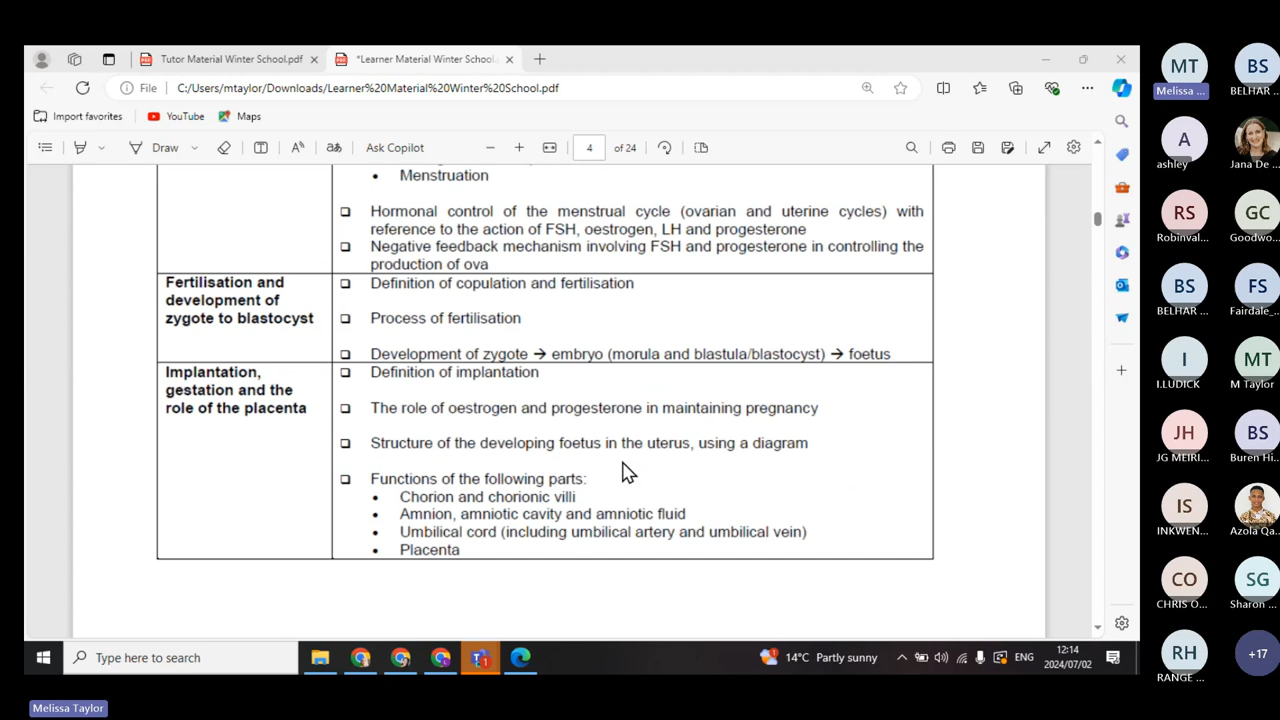 Tutor Material Winter School.pdf
*Learner Material Winter School.
File
C:/Users/mtaylor/Downloads/Learner%20Material%20Winter%20School.pdf
Import favorites
YouTube
Maps
Draw
Ask Copilot
4
of 24
• Menstruation
Hormonal control of the menstrual cycle (ovarian and uterine cycles) with
reference to the action of FSH, oestrogen, LH and progesterone
Negative feedback mechanism involving FSH and progesterone in controlling the
production of ova
Fertilisation and
development of
zygote to blastocyst
Definition of copulation and fertilisation
Process of fertilisation
Development of zygote → embryo (morula and blastula/blastocyst) → foetus
Implantation,
gestation and the
role of the placenta
Definition of implantation
The role of oestrogen and progesterone in maintaining pregnancy
Structure of the developing foetus in the uterus, using a diagram
Functions of the following parts:
• Chorion and chorionic villi
• Amnion, amniotic cavity and amniotic fluid
• Umbilical cord (including umbilical artery and umbilical vein)
• Placenta
Type here to search
14°C Partly sunny
ENG
12:14
2024/07/02
Melissa Taylor
MT
Melissa ...
BS
BELHAR
A
ashley
Jana De
RS
Robinval...
GC
Goodwo
BS
BELHAR ...
FS
Fairdale_
I
I.LUDICK
MT
M Taylor
JH
JG MEIRI...
BS
Buren Hi
IS
INKWEN...
Azola Qa
CO
CHRIS O...
SG
Sharon
RH
RANGE ...
+17